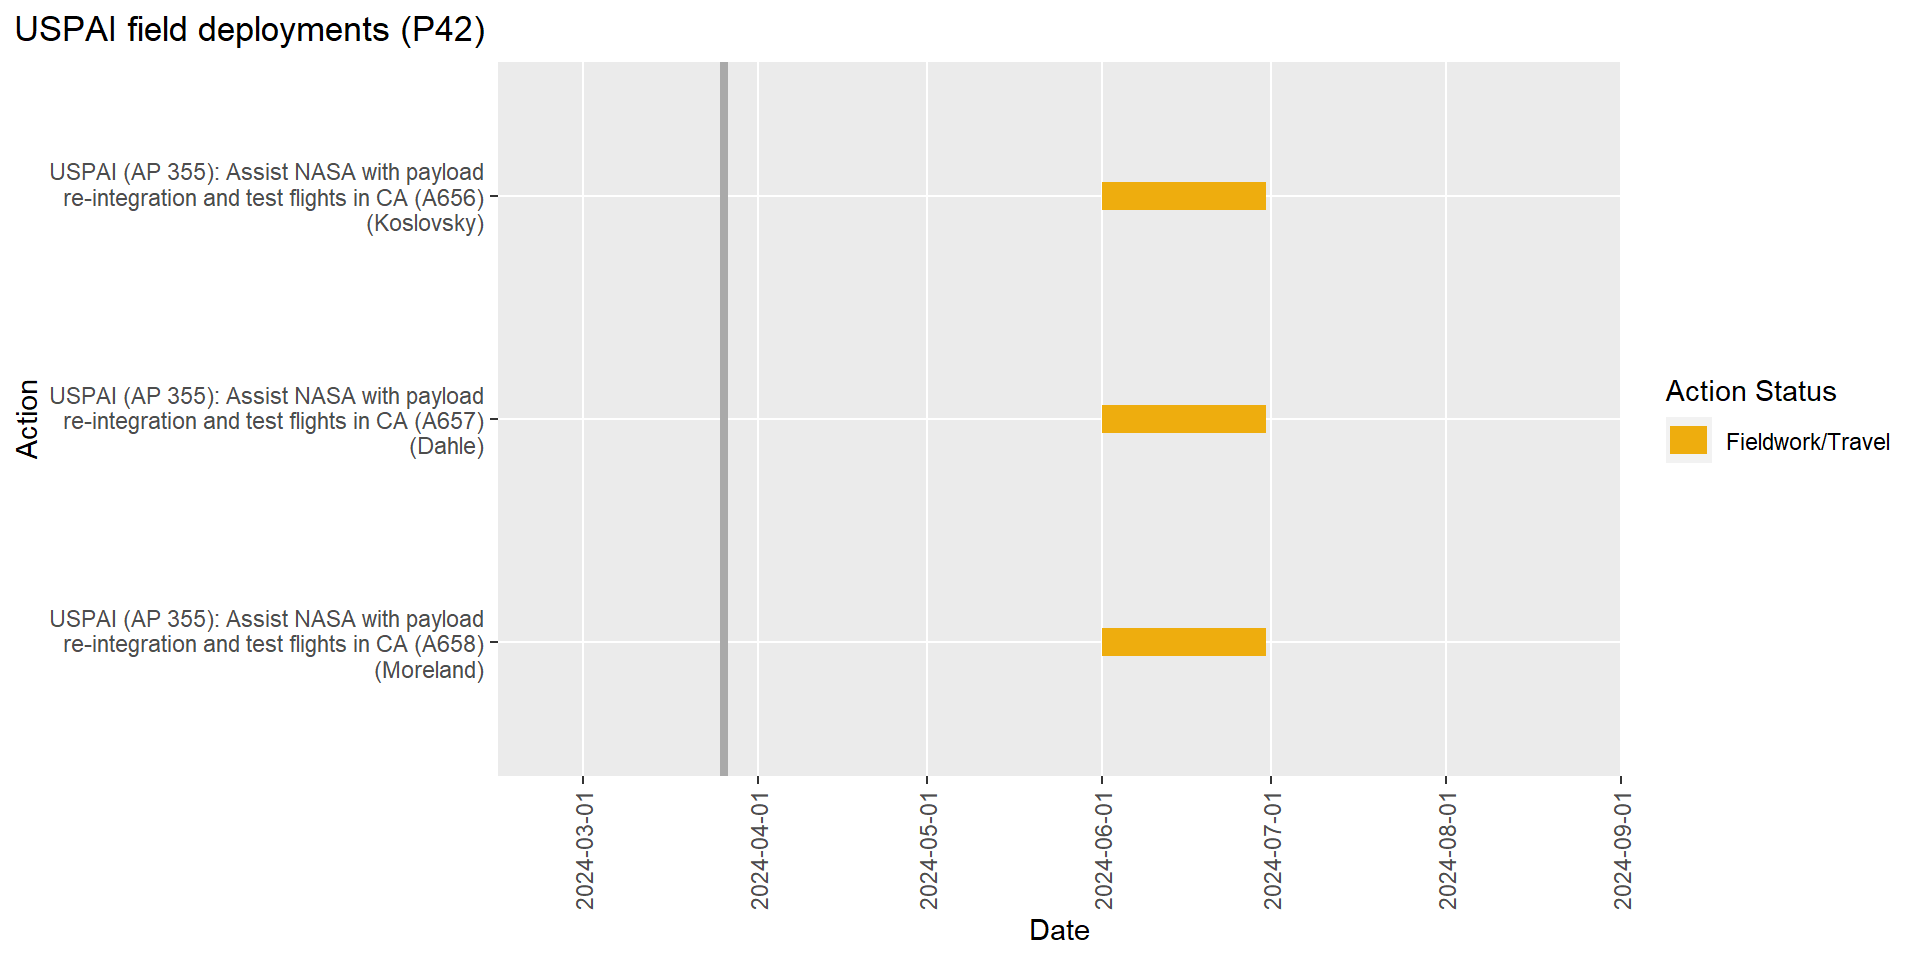 USPAI field deployments (P42)
USPAI (AP 355): Assist NASA with payload
re-integration and test flights in CA (A656)
(Koslovsky)
USPAI (AP 355): Assist NASA with payload
re-integration and test flights in CA (A657)
(Dahle)
USPAI (AP 355): Assist NASA with payload
re-integration and test flights in CA (A658)
(Moreland)
Action
2024-03-01
2024-04-01
2024-05-01
2024-06-01
2024-07-01
2024-08-01
2024-09-01
Date
Action Status
Fieldwork/Travel